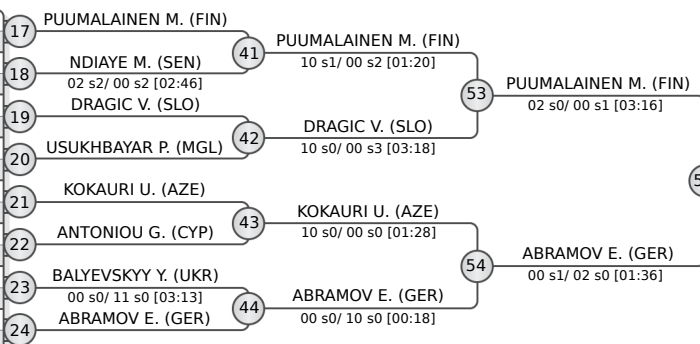 17 PUUMALAINEN M. (FIN)
18 NDIAYE M. (SEN)
02 s2/ 00 s2 [02:46]
41 PUUMALAINEN M. (FIN)
10 s1/ 00 s2 [01:20]
19 DRAGIC V. (SLO)
20 USUKHBAYAR P. (MGL)
42 DRAGIC V. (SLO)
10 s0/ 00 s3 [03:18]
53 PUUMALAINEN M. (FIN)
02 s0/ 00 s1 [03:16]
21 KOKAURI U. (AZE)
22 ANTONIOU G. (CYP)
43 KOKAURI U. (AZE)
10 s0/ 00 s0 [01:28]
23 BALYEVSKYY Y. (UKR)
00 s0/ 11 s0 [03:13]
24 ABRAMOV E. (GER)
44 ABRAMOV E. (GER)
00 s0/ 10 s0 [00:18]
54 ABRAMOV E. (GER)
00 s1/ 02 s0 [01:36]